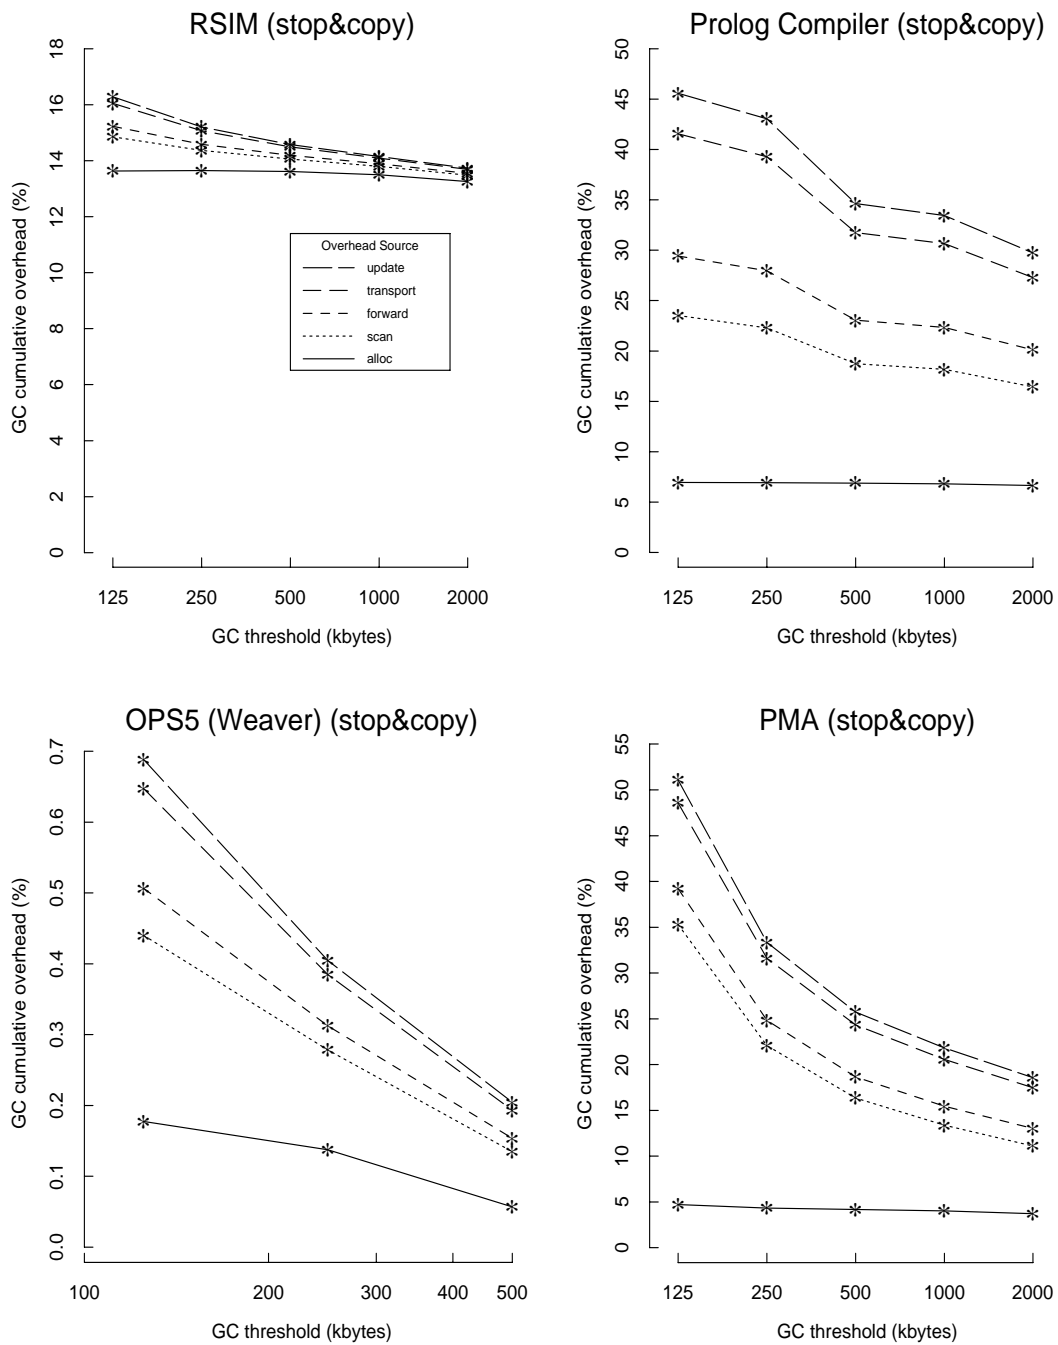 RSIM (stop&copy)
GC cumulative overhead (%)
18
16
14
12
10
8
6
4
2
0
Overhead Source
update
transport
forward
scan
alloc
125 250 500 1000 2000
GC threshold (kbytes)
Prolog Compiler (stop&copy)
GC cumulative overhead (%)
50
45
40
35
30
25
20
15
10
5
0
125 250 500 1000 2000
GC threshold (kbytes)
OPS5 (Weaver) (stop&copy)
GC cumulative overhead (%)
0.7
0.6
0.5
0.4
0.3
0.2
0.1
0.0
100 200 300 400 500
GC threshold (kbytes)
PMA (stop&copy)
GC cumulative overhead (%)
55
50
45
40
35
30
25
20
15
10
5
0
125 250 500 1000 2000
GC threshold (kbytes)